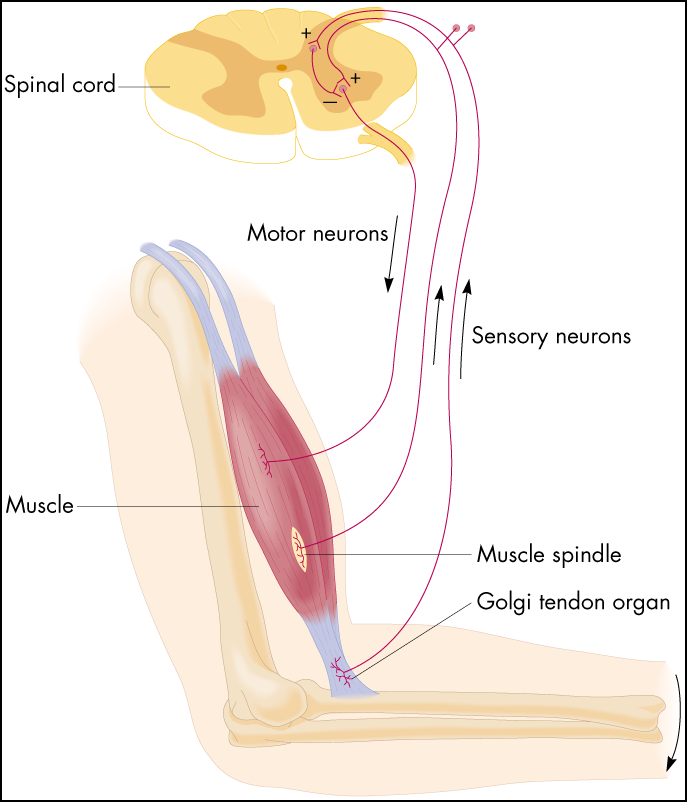 +
Spinal cord
+
–
Motor neurons
Sensory neurons
Muscle
Muscle spindle
Golgi tendon organ